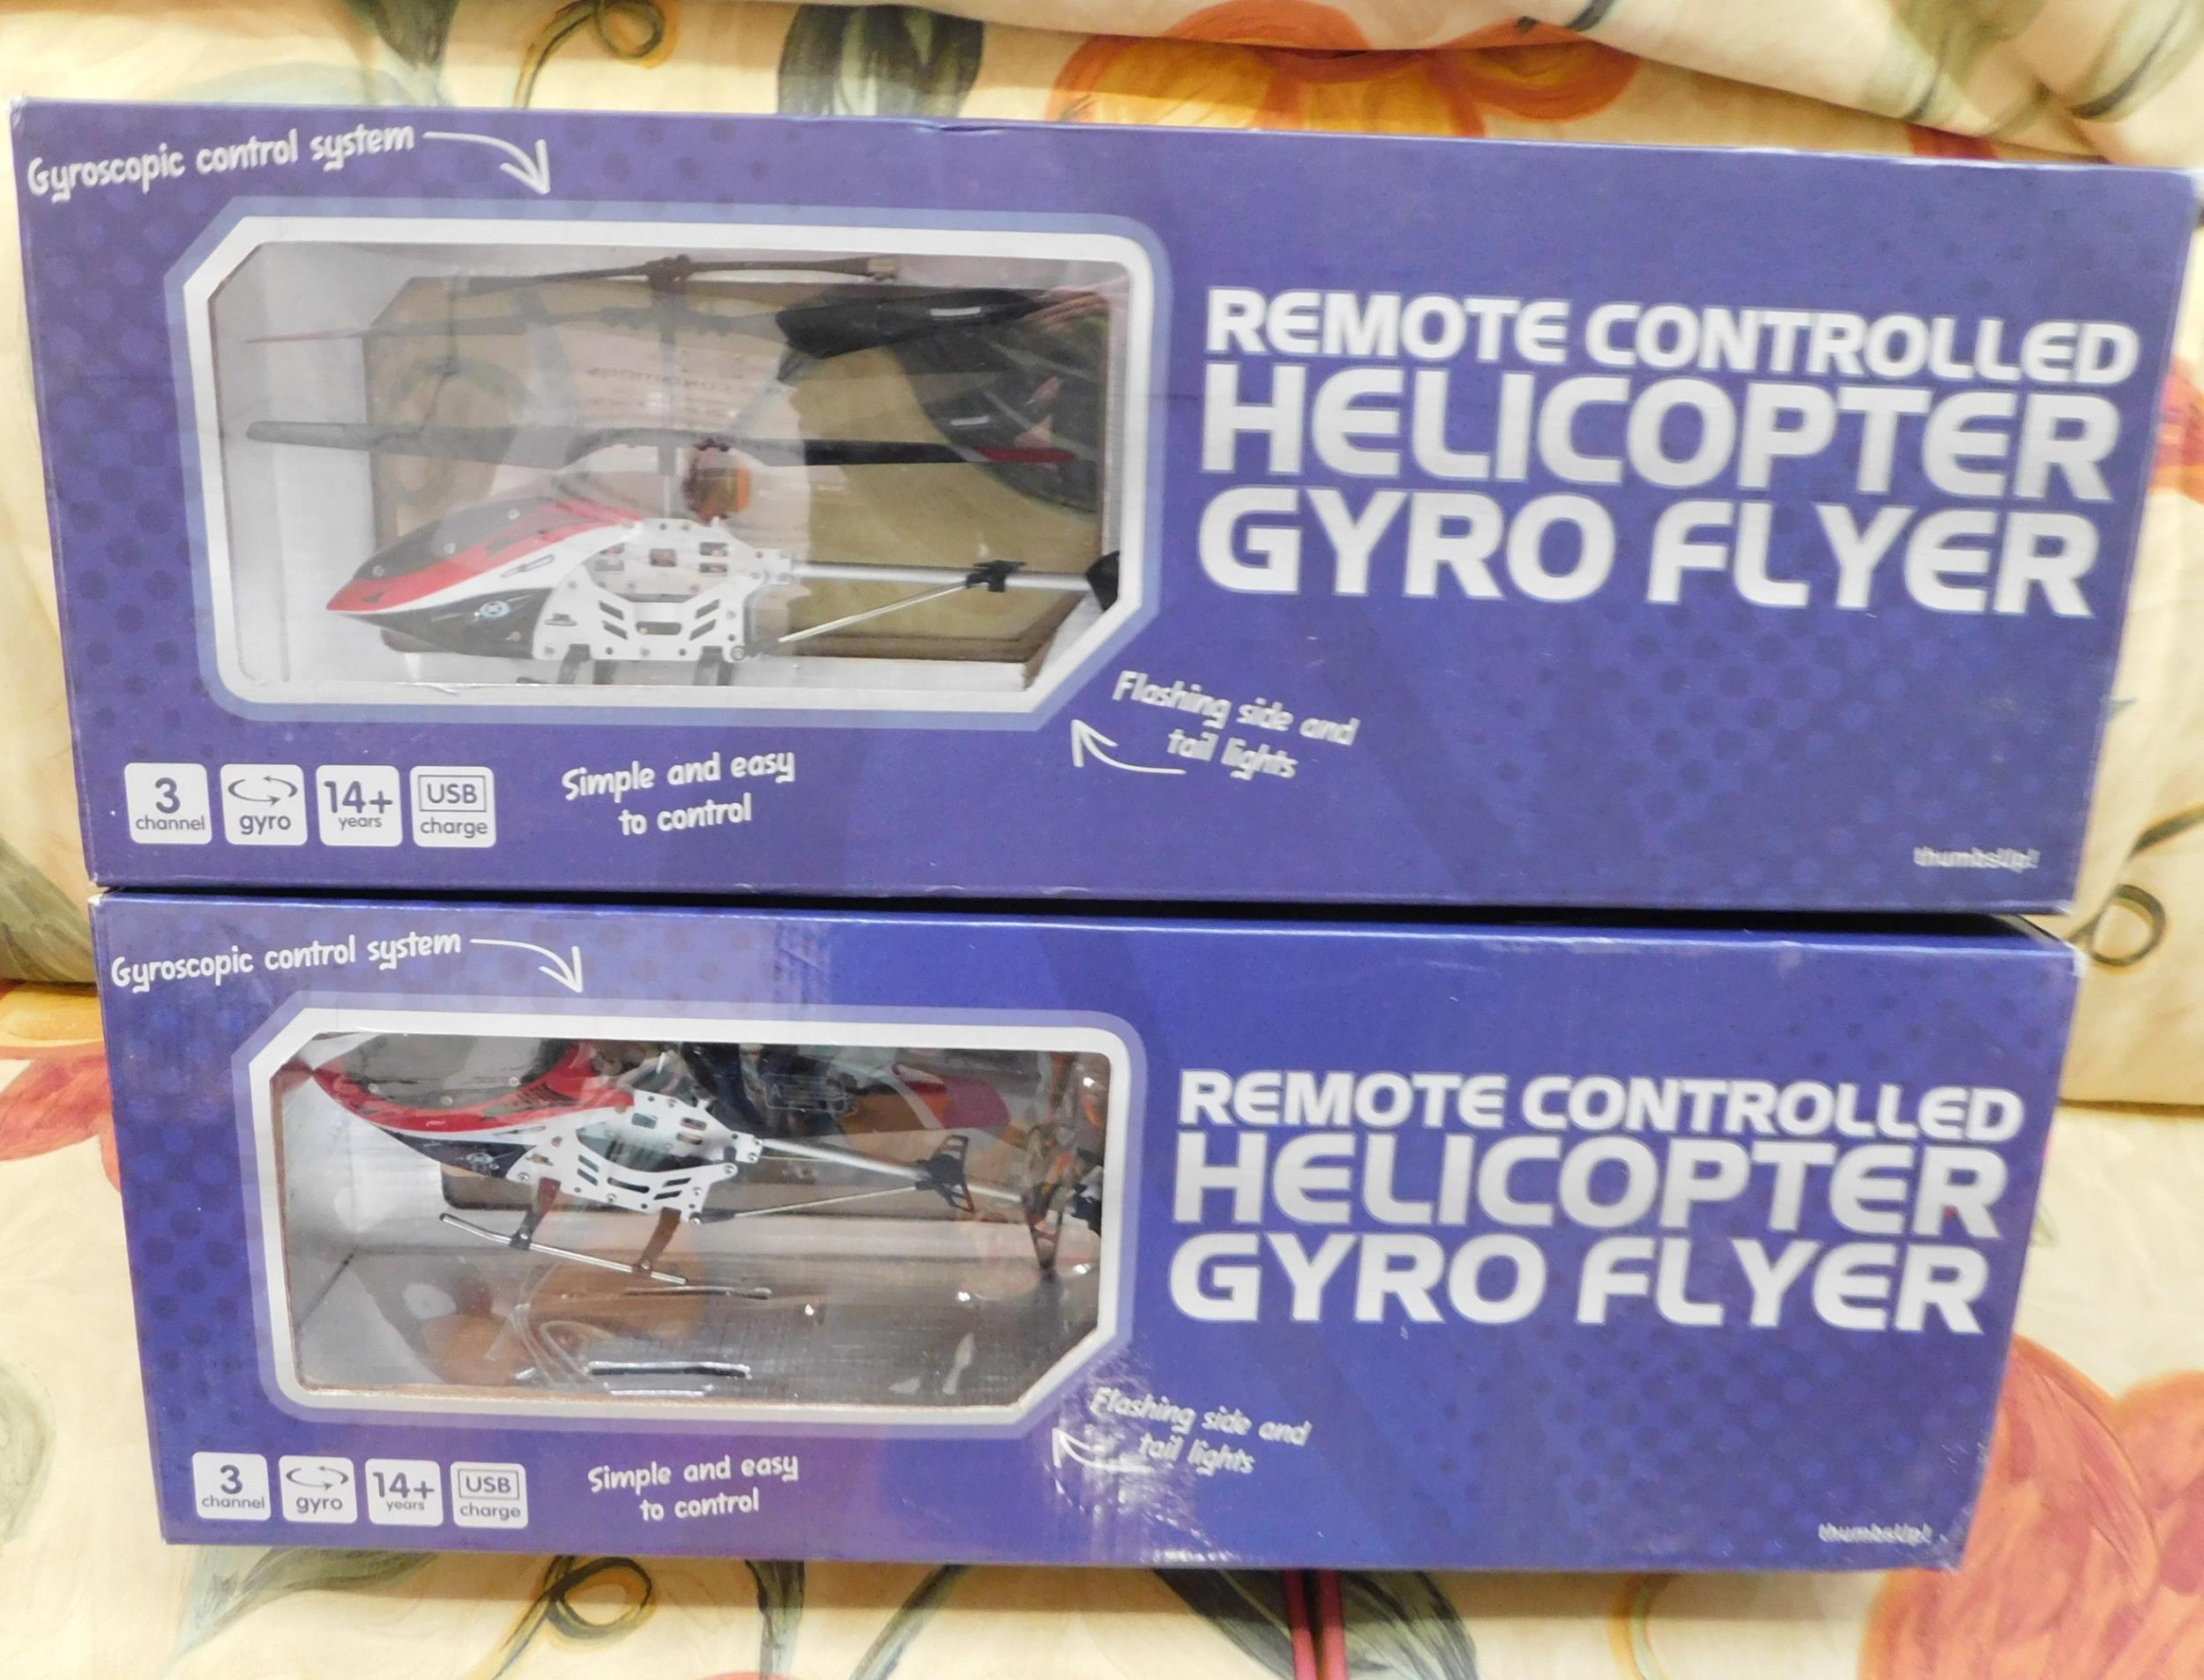 Gyroscopic control system
REMOTE CONTROLLED
HELICOPTER
GYRO FLYER
Flashing side and
tail lights
Simple and easy
to control
3
channel
gyro
14+
years
USB
charge
thumbsUp!
Gyroscopic control system
REMOTE CONTROLLED
HELICOPTER
GYRO FLYER
Flashing side and
tail lights
Simple and easy
to control
3
channel
gyro
14+
years
USB
charge
thumbsUp!